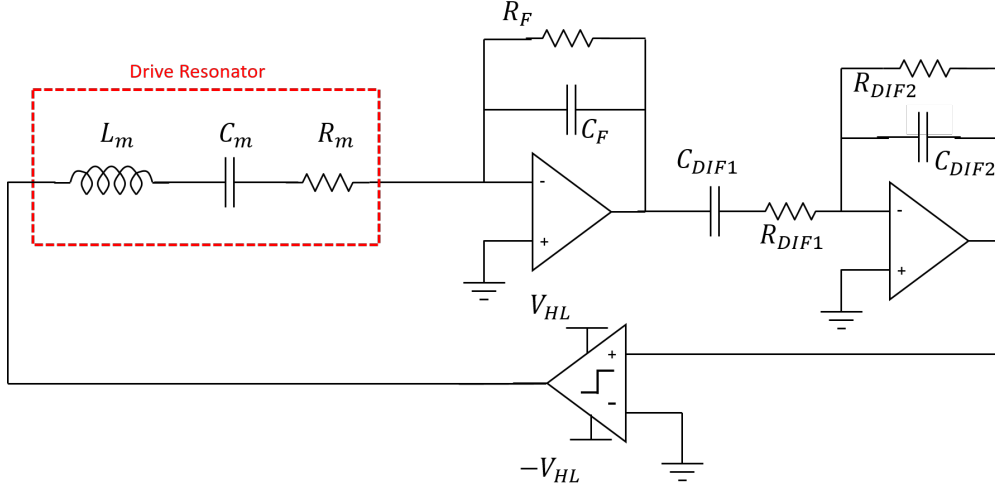 R_F
Drive Resonator
R_DIF2
L_m
C_m
R_m
C_F
C_DIF1
C_DIF2
-
-
R_DIF1
+
+
V_HL
+
-
−V_HL